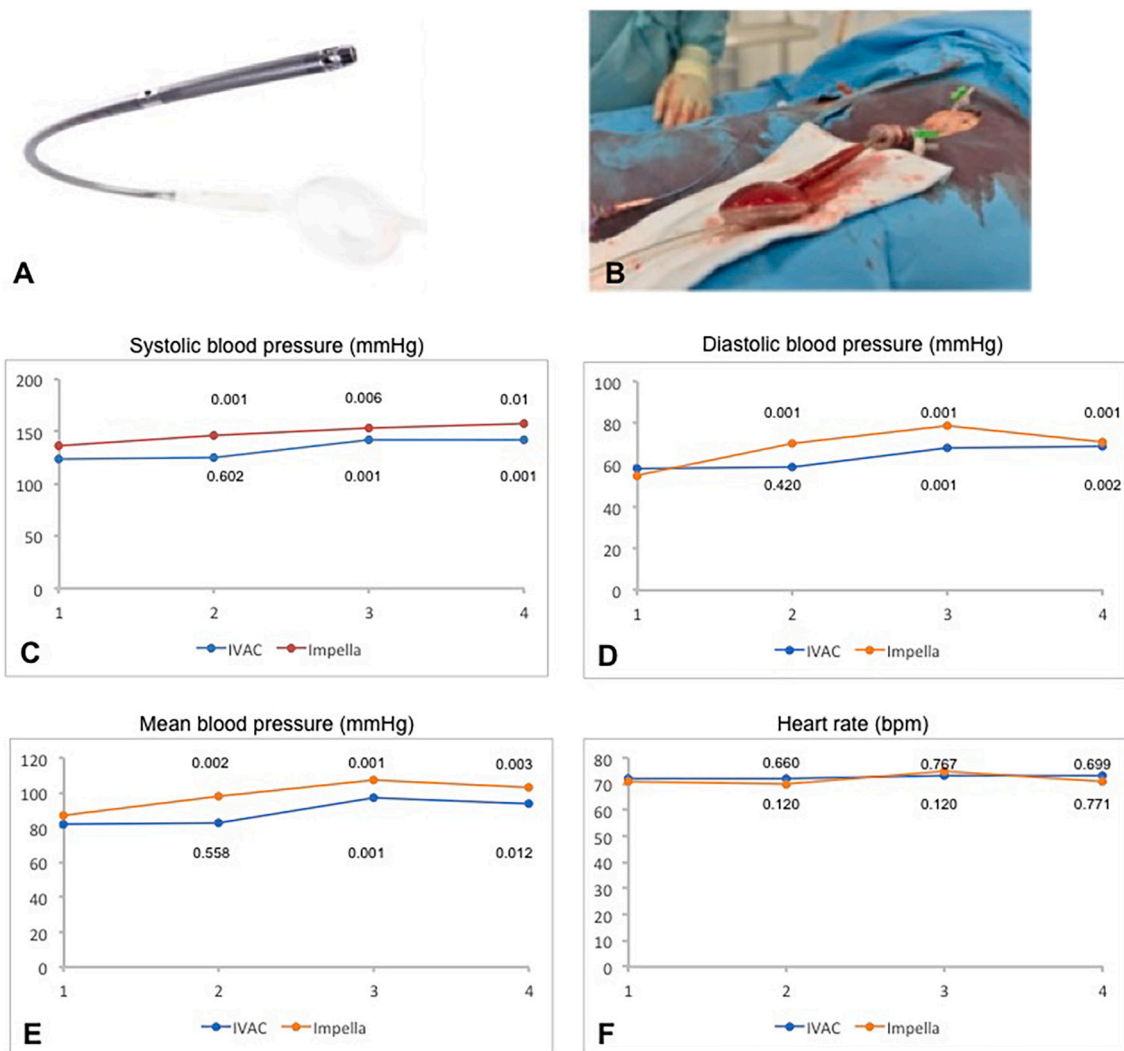 A
B
Systolic blood pressure (mmHg)
200
150
100
50
0
0.001 0.006 0.01
0.602 0.001 0.001
1 2 3 4
C
IVAC Impella
Diastolic blood pressure (mmHg)
100
80
60
40
20
0
0.001 0.001 0.001
0.420 0.001 0.002
1 2 3 4
D
IVAC Impella
Mean blood pressure (mmHg)
120
100
80
60
40
20
0
0.002 0.001 0.003
0.558 0.001 0.012
1 2 3 4
E
IVAC Impella
Heart rate (bpm)
80
70
60
50
40
30
20
10
0
0.660 0.767 0.699
0.120 0.120 0.771
1 2 3 4
F
IVAC Impella